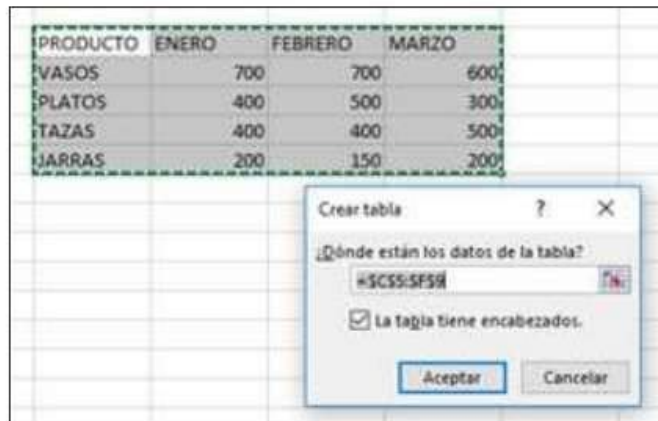 PRODUCTO ENERO FEBRERO MARZO
VASOS 700 700 600
PLATOS 400 500 300
TAZAS 400 400 500
JARRAS 200 150 200
Crear tabla ? ×
¿Dónde están los datos de la tabla?
=$C$5:$F$9
La tabla tiene encabezados.
Aceptar Cancelar